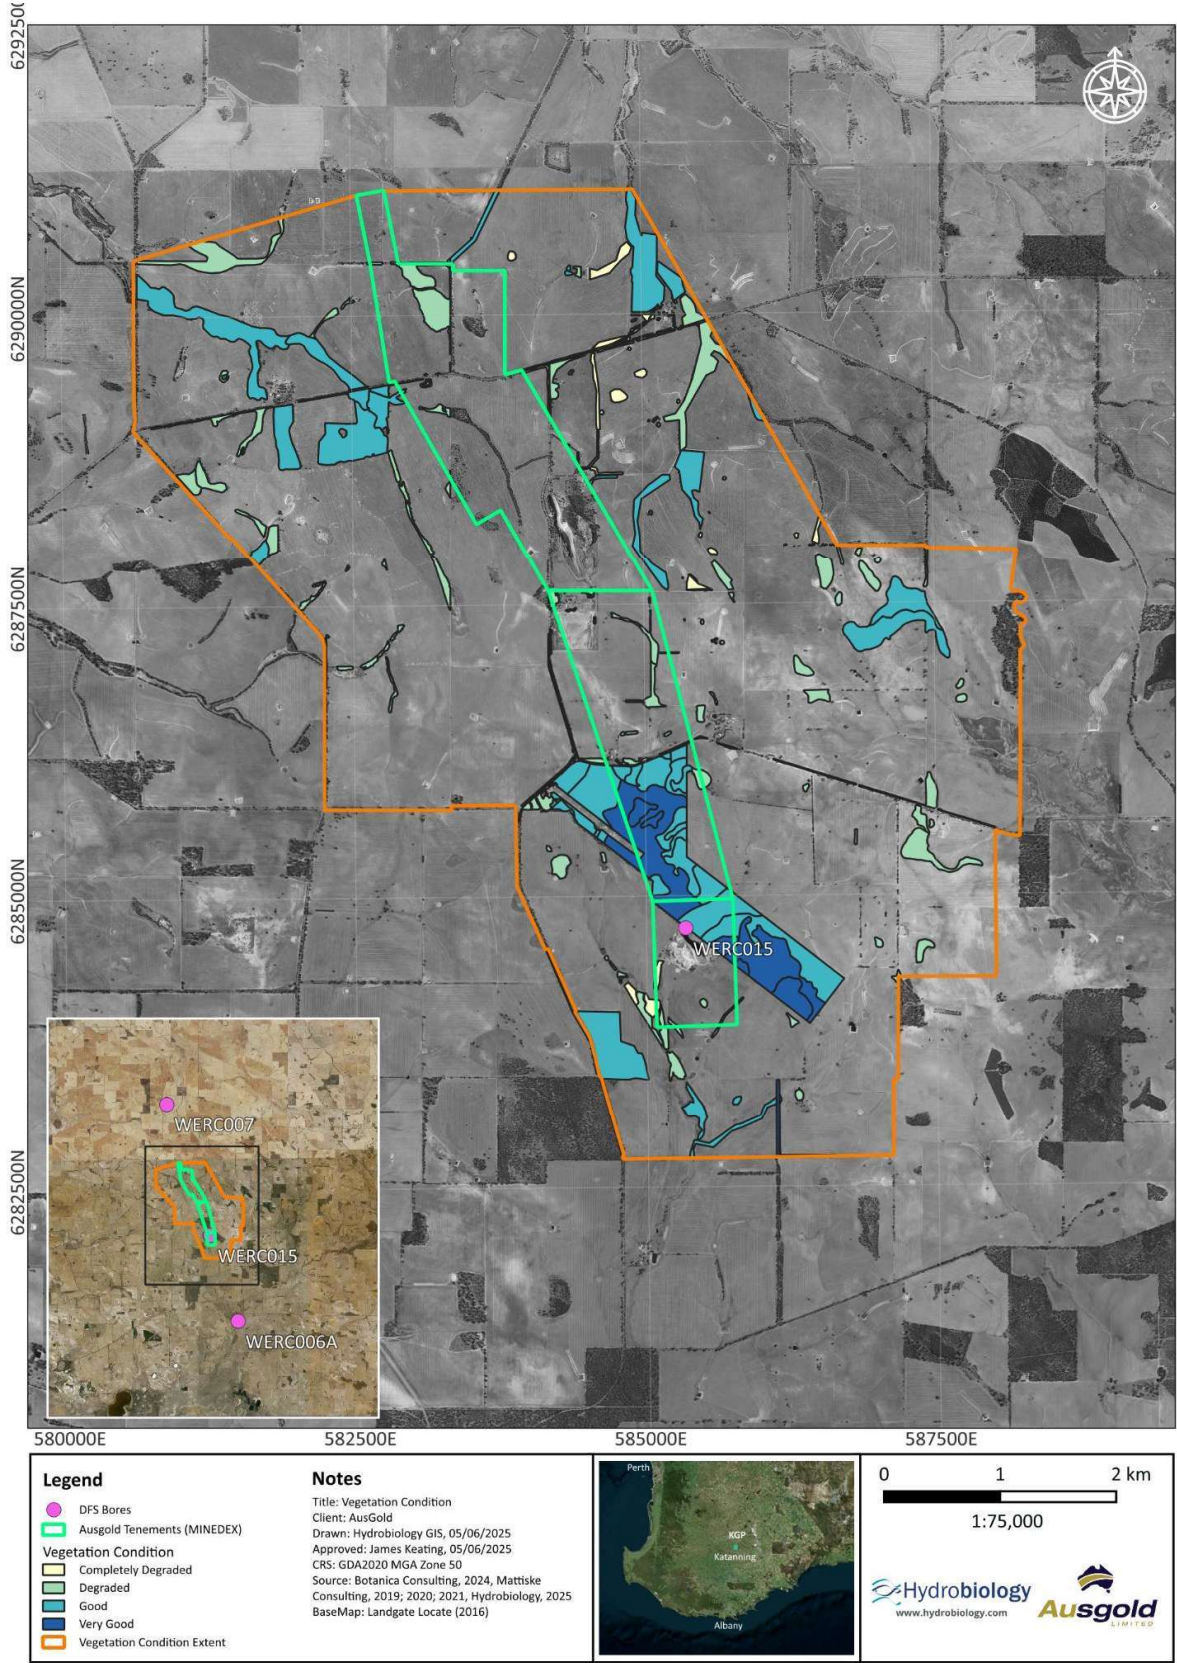 6292500
6290000N
6287500N
6285000N
6282500N
WERC015
WERC007
WERC015
WERC006A
580000E
582500E
585000E
587500E
Legend
DFS Bores
Ausgold Tenements (MINEDEX)
Vegetation Condition
Completely Degraded
Degraded
Good
Very Good
Vegetation Condition Extent
Notes
Title: Vegetation Condition
Client: AusGold
Drawn: Hydrobiology GIS, 05/06/2025
Approved: James Keating, 05/06/2025
CRS: GDA2020 MGA Zone 50
Source: Botanica Consulting, 2024, Mattiske
Consulting, 2019; 2020; 2021, Hydrobiology, 2025
BaseMap: Landgate Locate (2016)
Perth
KGP
Katanning
Albany
0 1 2 km
1:75,000
Hydrobiology
www.hydrobiology.com
Ausgold
LIMITED